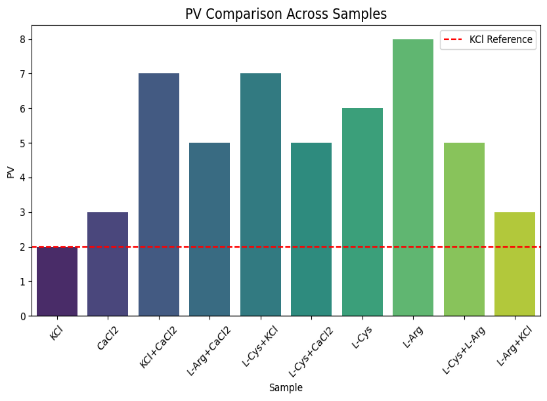 PV Comparison Across Samples
KCl Reference
PV
8
7
6
5
4
3
2
1
0
KCl
CaCl2
KCl+CaCl2
L-Arg+CaCl2
L-Cys+KCl
L-Cys+CaCl2
L-Cys
L-Arg
L-Cys+L-Arg
L-Arg+KCl
Sample